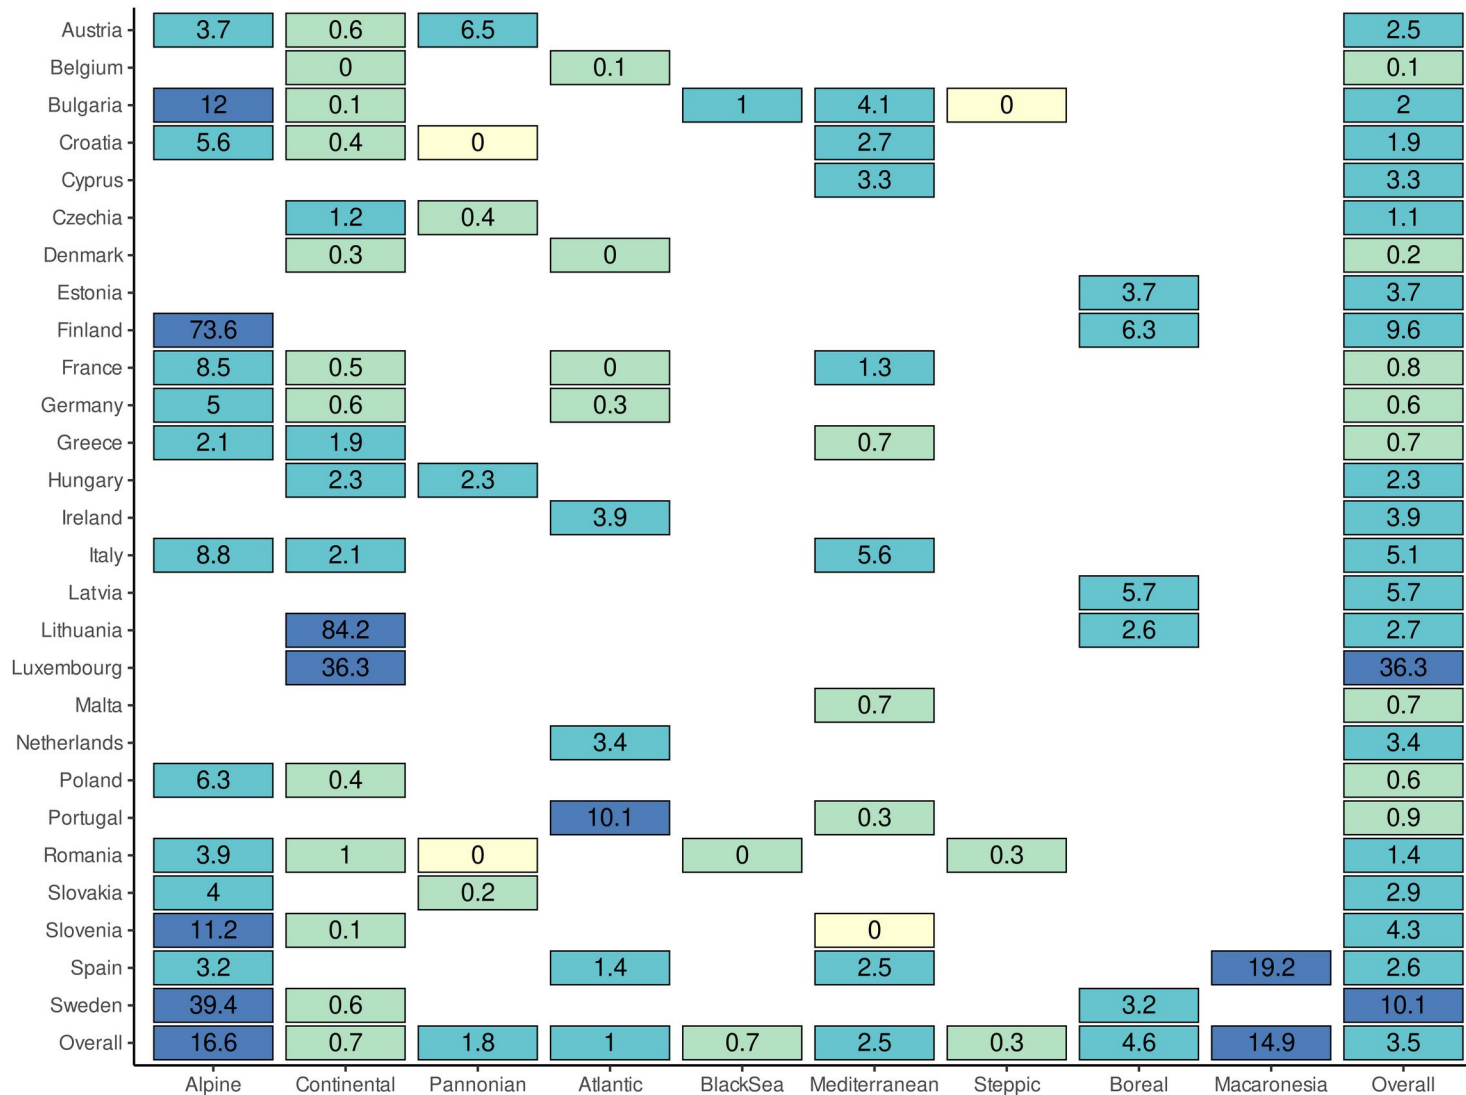 Austria 3.7 0.6 6.5 2.5
Belgium 0 0.1 0.1
Bulgaria 12 0.1 1 4.1 0 2
Croatia 5.6 0.4 0 2.7 1.9
Cyprus 3.3 3.3
Czechia 1.2 0.4 1.1
Denmark 0.3 0 0.2
Estonia 3.7 3.7
Finland 73.6 6.3 9.6
France 8.5 0.5 0 1.3 0.8
Germany 5 0.6 0.3 0.6
Greece 2.1 1.9 0.7 0.7
Hungary 2.3 2.3 2.3
Ireland 3.9 3.9
Italy 8.8 2.1 5.6 5.1
Latvia 5.7 5.7
Lithuania 84.2 2.6 2.7
Luxembourg 36.3 36.3
Malta 0.7 0.7
Netherlands 3.4 3.4
Poland 6.3 0.4 0.6
Portugal 10.1 0.3 0.9
Romania 3.9 1 0 0 0.3 1.4
Slovakia 4 0.2 2.9
Slovenia 11.2 0.1 0 4.3
Spain 3.2 1.4 2.5 19.2 2.6
Sweden 39.4 0.6 3.2 10.1
Overall 16.6 0.7 1.8 1 0.7 2.5 0.3 4.6 14.9 3.5
Alpine Continental Pannonian Atlantic BlackSea Mediterranean Steppic Boreal Macaronesia Overall